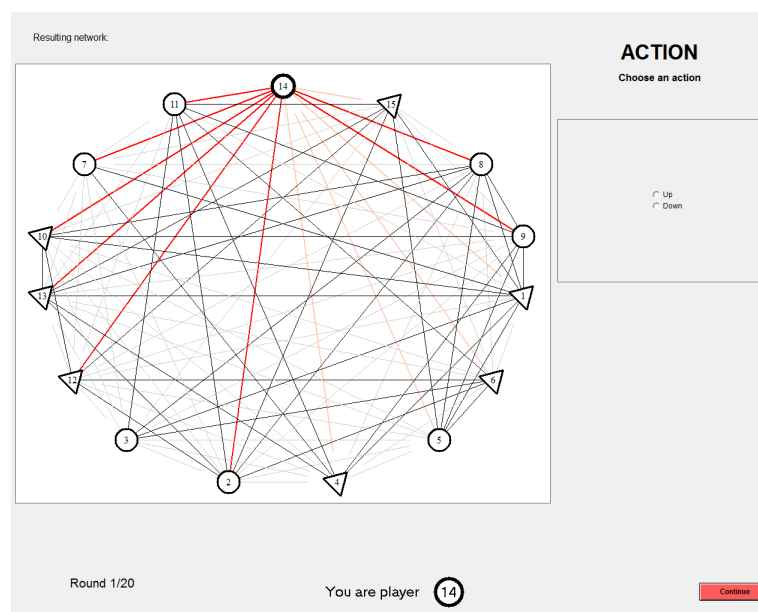 Resulting network:
ACTION
Choose an action
14
11
15
7
8
10
9
13
1
12
6
3
5
2
4
Up
Down
Round 1/20
You are player 14
Continue